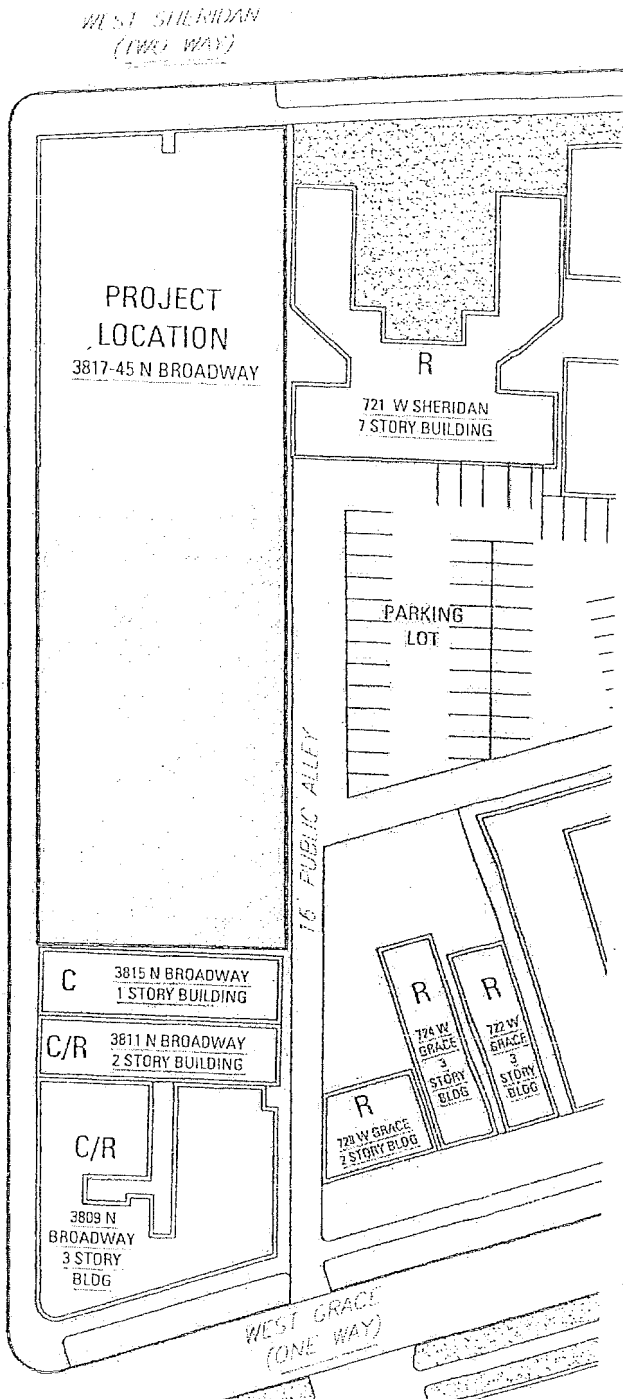 WEST SHERIDAN
(TWO WAY)
PROJECT
LOCATION
3817-45 N BROADWAY
R
721 W SHERIDAN
7 STORY BUILDING
PARKING
LOT
16' PUBLIC ALLEY
C
3815 N BROADWAY
1 STORY BUILDING
C/R
3811 N BROADWAY
2 STORY BUILDING
C/R
3809 N
BROADWAY
3 STORY
BLDG
R
724 W
GRACE
3
STORY
BLDG
R
722 W
GRACE
3
STORY
BLDG
R
728 W GRACE
2 STORY BLDG
WEST GRACE
(ONE WAY)